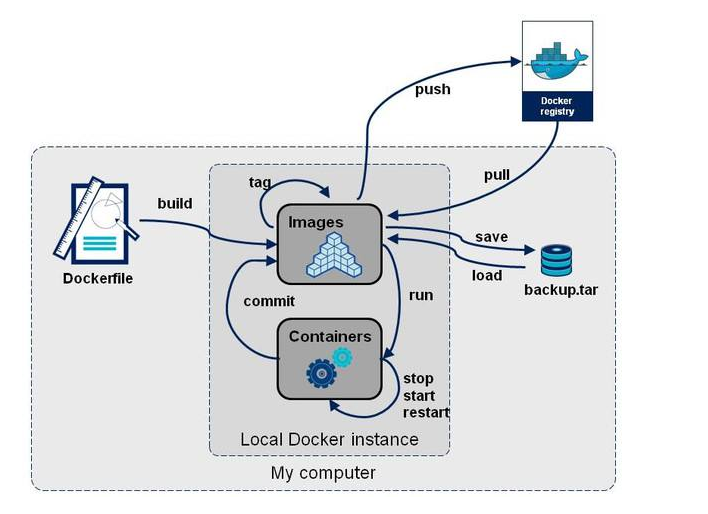 Docker
registry
push
pull
tag
build
Images
save
Dockerfile
load
backup.tar
commit
run
Containers
stop
start
restart
Local Docker instance
My computer